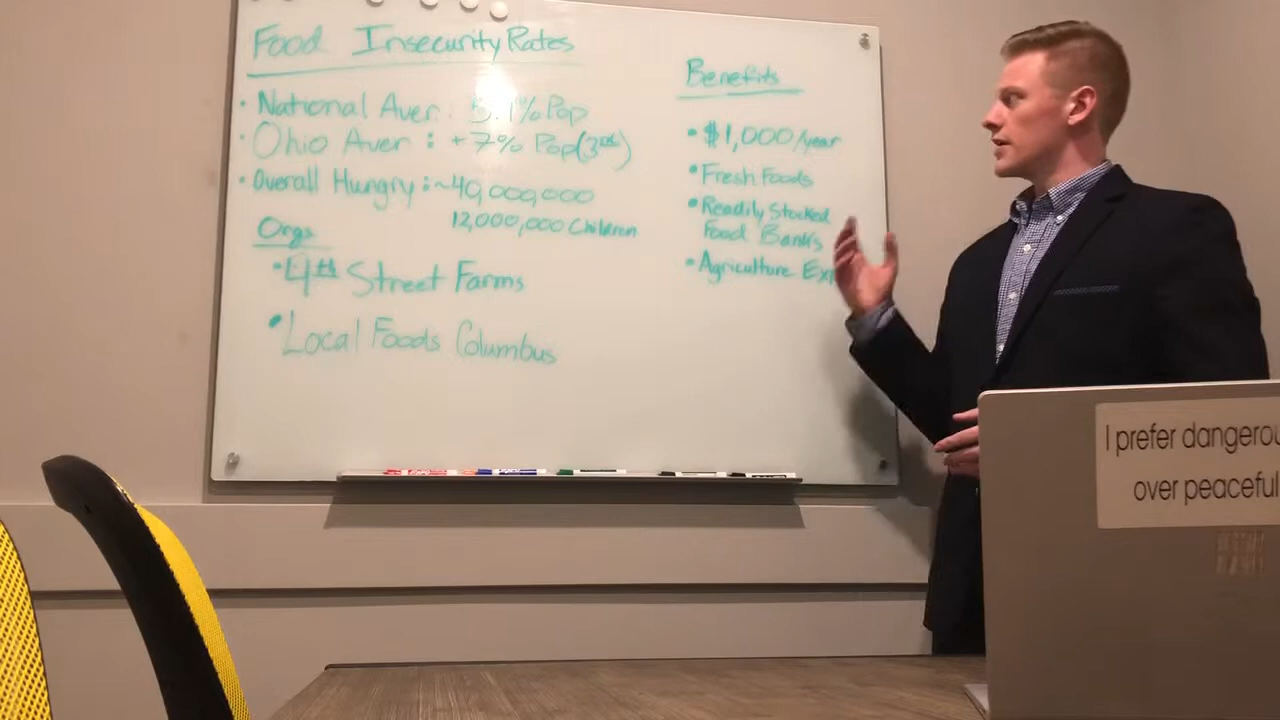 Food Insecurity Rates
• National Aver: 5.1% Pop
• Ohio Aver: +7% Pop(3rd)
• Overall Hungry: ~40,000,000
12,000,000 Children
Orgs
• 4th Street Farms
• Local Foods Columbus
Benefits
• $1,000/year
• Fresh Foods
• Readily Stocked
Food Banks
• Agriculture
I prefer dangerou
over peaceful